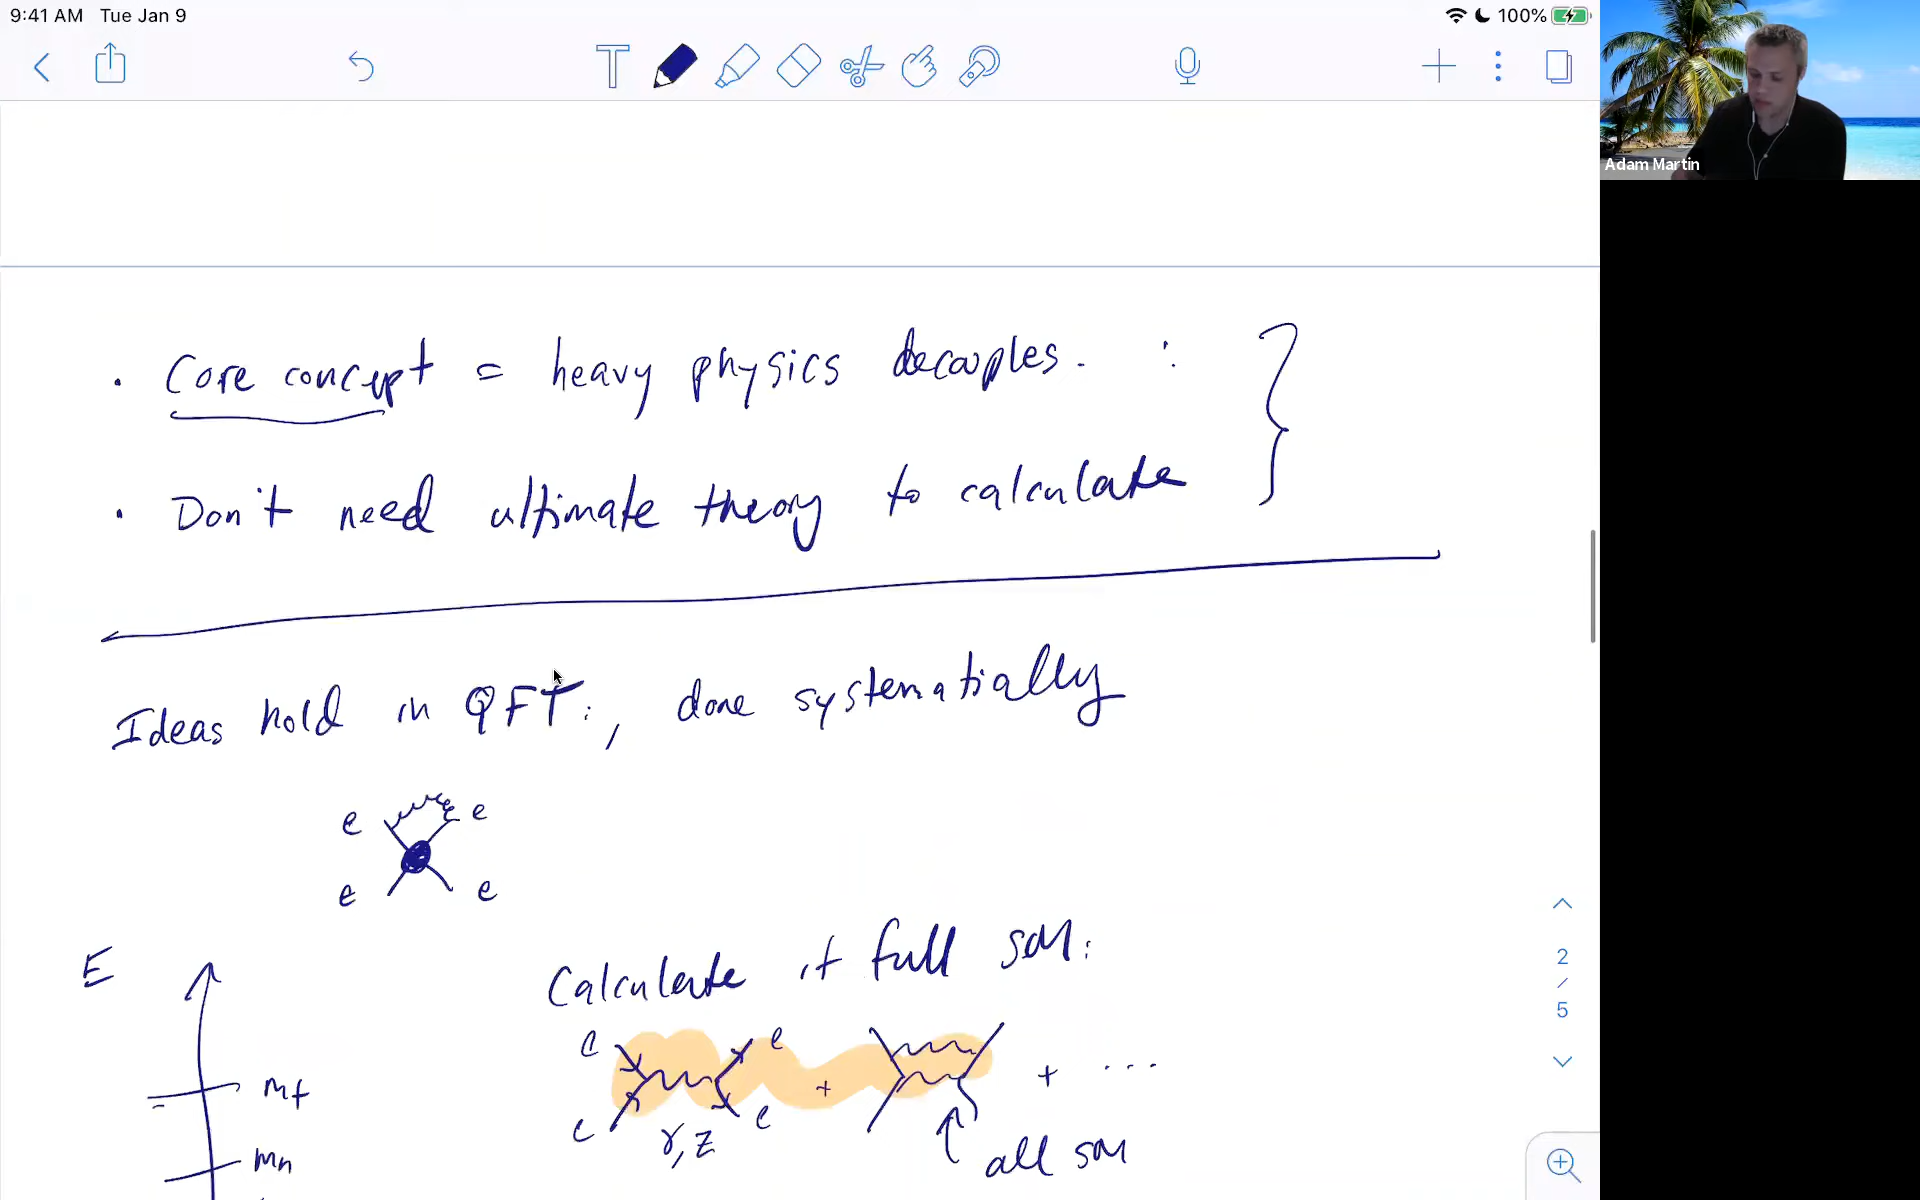 9:41 AM Tue Jan 9
100%
Adam Martin
• Core concept = heavy physics decouples. :
• Don't need ultimate theory to calculate
Ideas hold in QFT:, done systematially
e e
e e
E
Calculate it full SM:
e e
+ + ...
e γ, Z e
all SM
mt
mh
2
/
5